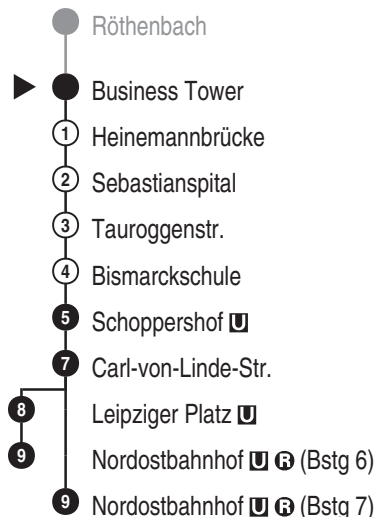 Röthenbach
Business Tower
1 Heinemannbrücke
2 Sebastianspital
3 Tauroggenstr.
4 Bismarckschule
5 Schoppershof U
7 Carl-von-Linde-Str.
8 Leipziger Platz U
9 Nordostbahnhof U R (Bstg 6)
9 Nordostbahnhof U R (Bstg 7)